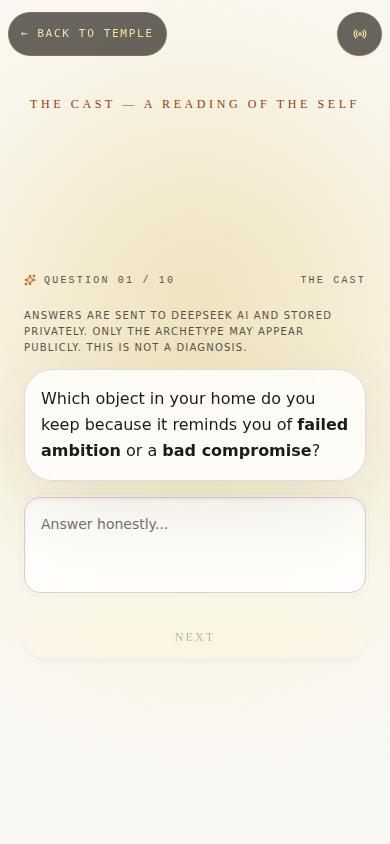 ← BACK TO TEMPLE
THE CAST — A READING OF THE SELF
QUESTION 01 / 10
THE CAST
ANSWERS ARE SENT TO DEEPSEEK AI AND STORED
PRIVATELY. ONLY THE ARCHETYPE MAY APPEAR
PUBLICLY. THIS IS NOT A DIAGNOSIS.
Which object in your home do you
keep because it reminds you of failed
ambition or a bad compromise?
Answer honestly...
NEXT